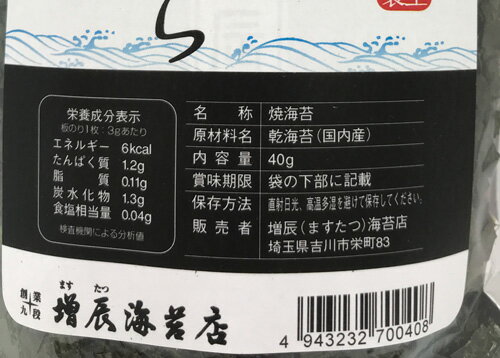 ら
製上
栄養成分表示
板のり1枚:3gあたり
エネルギー 6kcal
たんぱく質 1.2g
脂質 0.11g
炭水化物 1.3g
食塩相当量 0.04g
検査機関による分析値
名称 焼海苔
原材料名 乾海苔(国内産)
内容量 40g
賞味期限 袋の下部に記載
保存方法 直射日光、高温多湿を避けて保存してください。
販売者 増辰(ますたつ)海苔店
埼玉県吉川市栄町83
創業
九十段
ます たつ
増辰海苔店
4 943232 700408